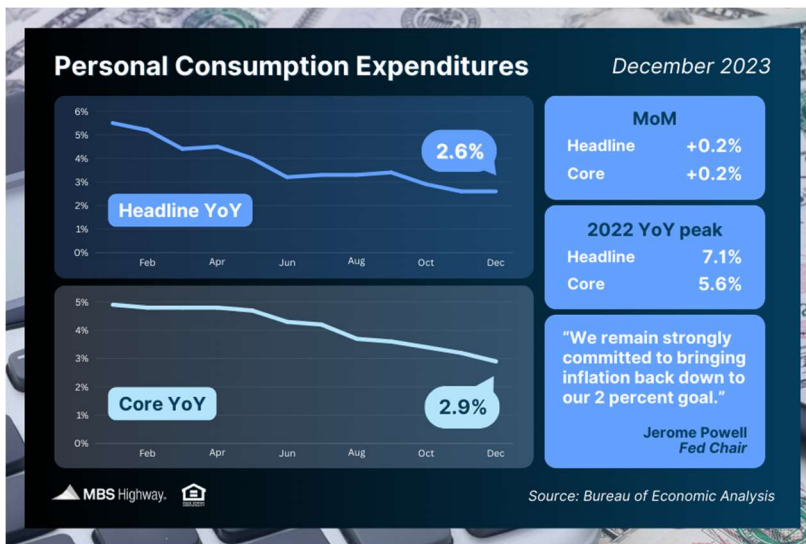 Personal Consumption Expenditures
December 2023
6%
5%
4%
3%
2%
1%
0%
2.6%
Headline YoY
Feb Apr Jun Aug Oct Dec
5%
4%
3%
2%
1%
0%
Core YoY
2.9%
Feb Apr Jun Aug Oct Dec
MoM
Headline +0.2%
Core +0.2%
2022 YoY peak
Headline 7.1%
Core 5.6%
“We remain strongly
committed to bringing
inflation back down to
our 2 percent goal.”
Jerome Powell
Fed Chair
MBS Highway.
Source: Bureau of Economic Analysis